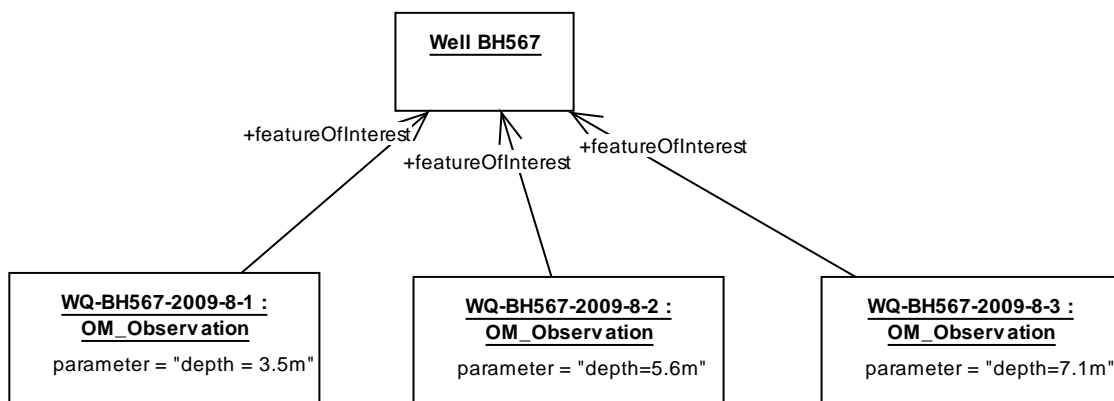 Well BH567
+featureOfInterest
+featureOfInterest
+featureOfInterest
WQ-BH567-2009-8-1 :
OM_Observation
parameter = "depth = 3.5m"
WQ-BH567-2009-8-2 :
OM_Observation
parameter = "depth=5.6m"
WQ-BH567-2009-8-3 :
OM_Observation
parameter = "depth=7.1m"